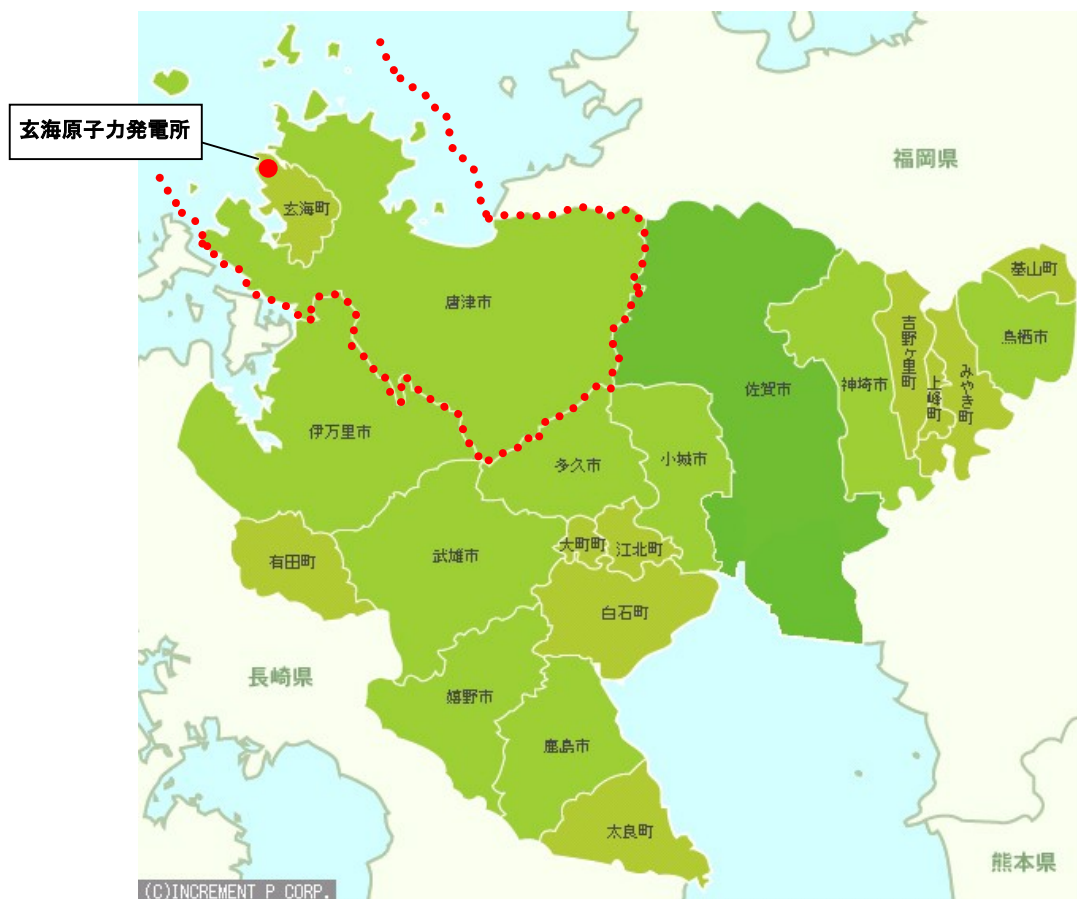 玄海原子力発電所
福岡県
玄海町
基山町
唐津市
鳥栖市
吉野ヶ里町
みやき町
上峰町
神埼市
佐賀市
伊万里市
小城市
多久市
大町町
江北町
武雄市
有田町
白石町
長崎県
嬉野市
鹿島市
太良町
熊本県
(C)INCREMENT P CORP.